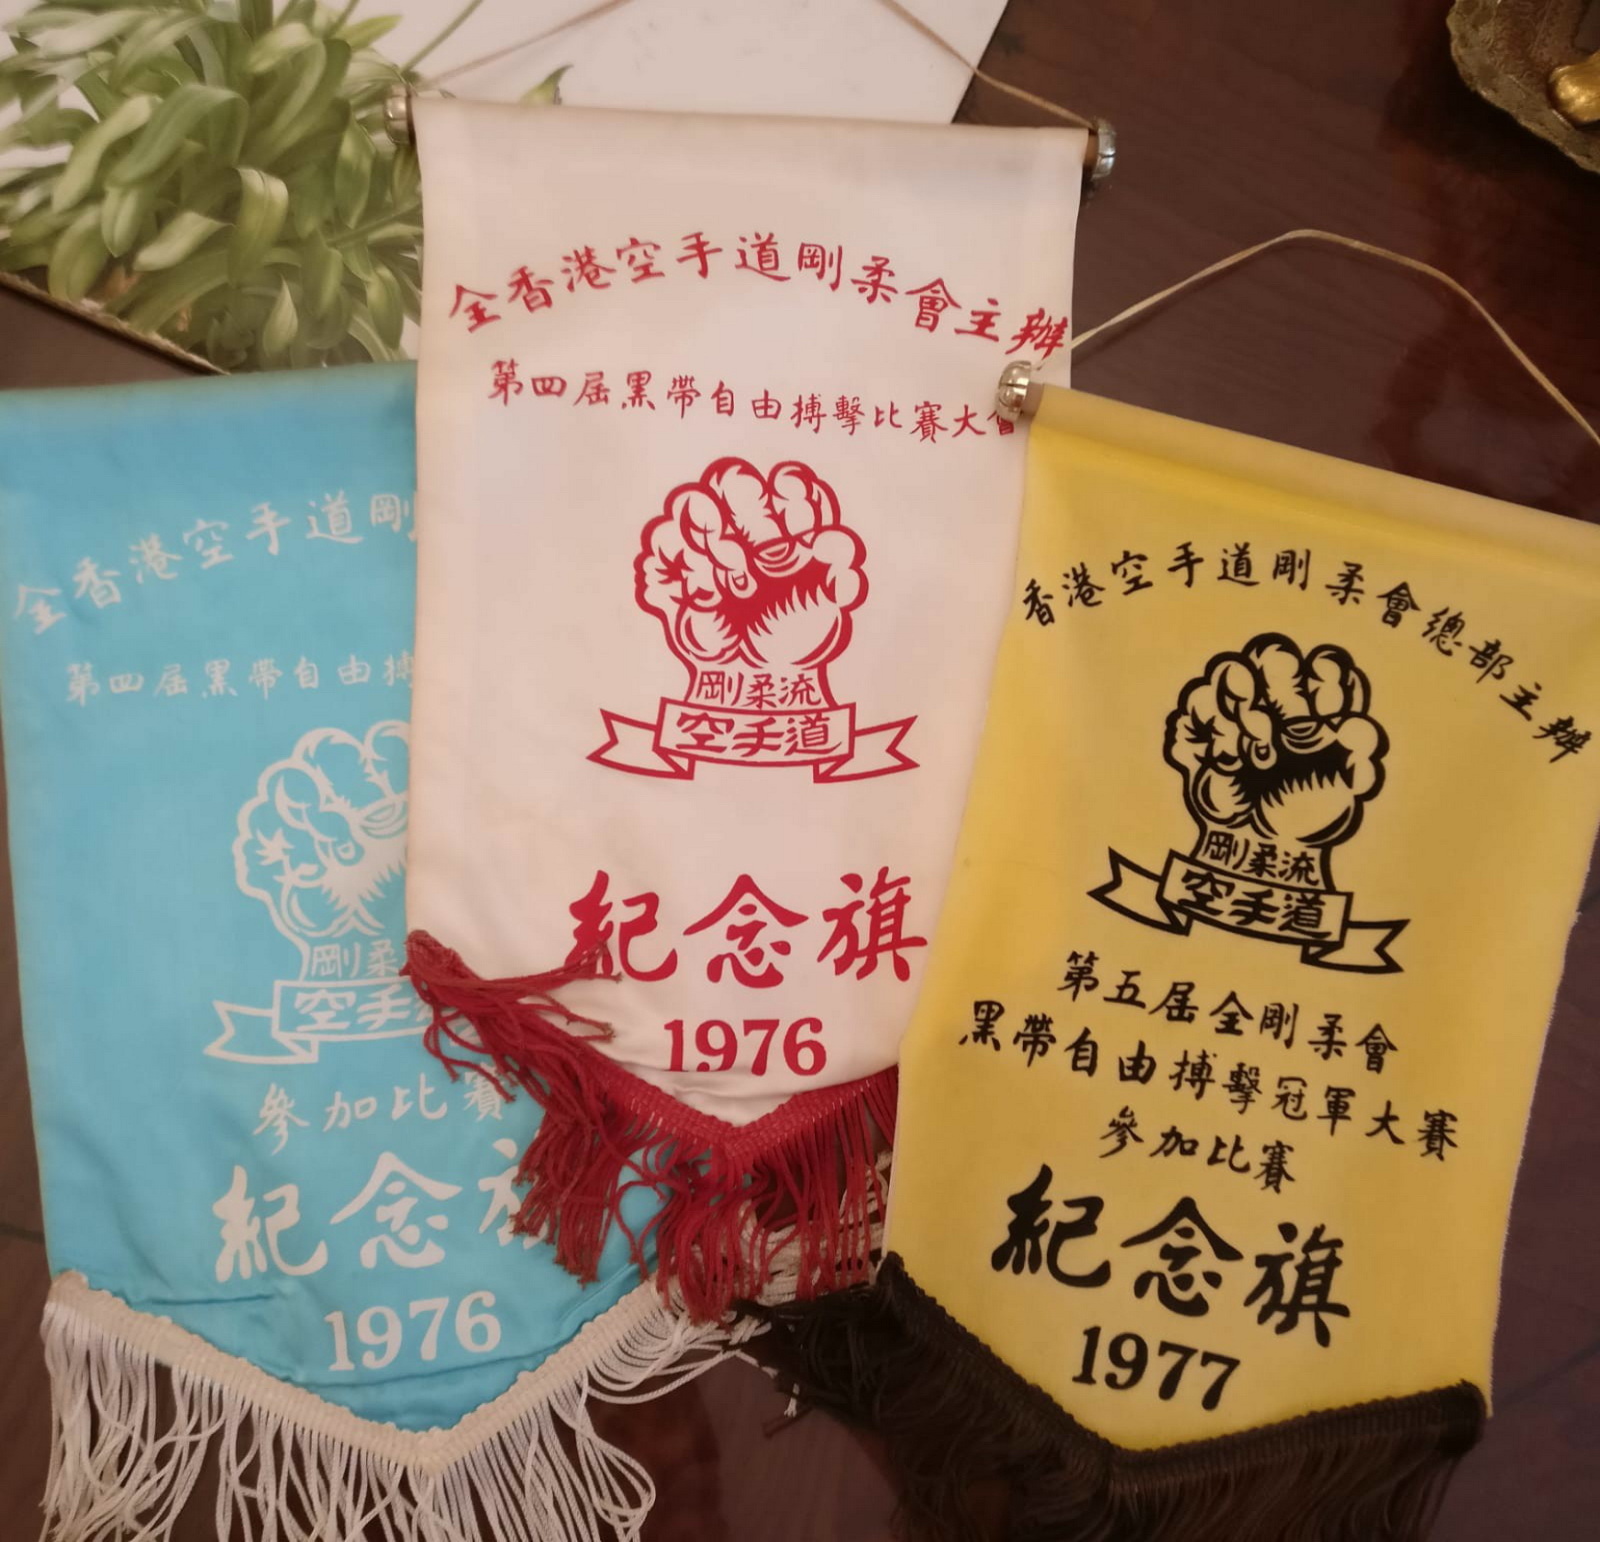 全香港空手道剛
第四屆黑帶自由搏
剛柔
空手
參加比賽
紀念
1976
全香港空手道剛柔會主辦
第四屆黑帶自由搏擊比賽大會
剛柔流
空手道
紀念旗
1976
香港空手道剛柔會總部主辦
剛柔流
空手道
第五屆全剛柔會
黑帶自由搏擊冠軍大賽
參加比賽
紀念旗
1977